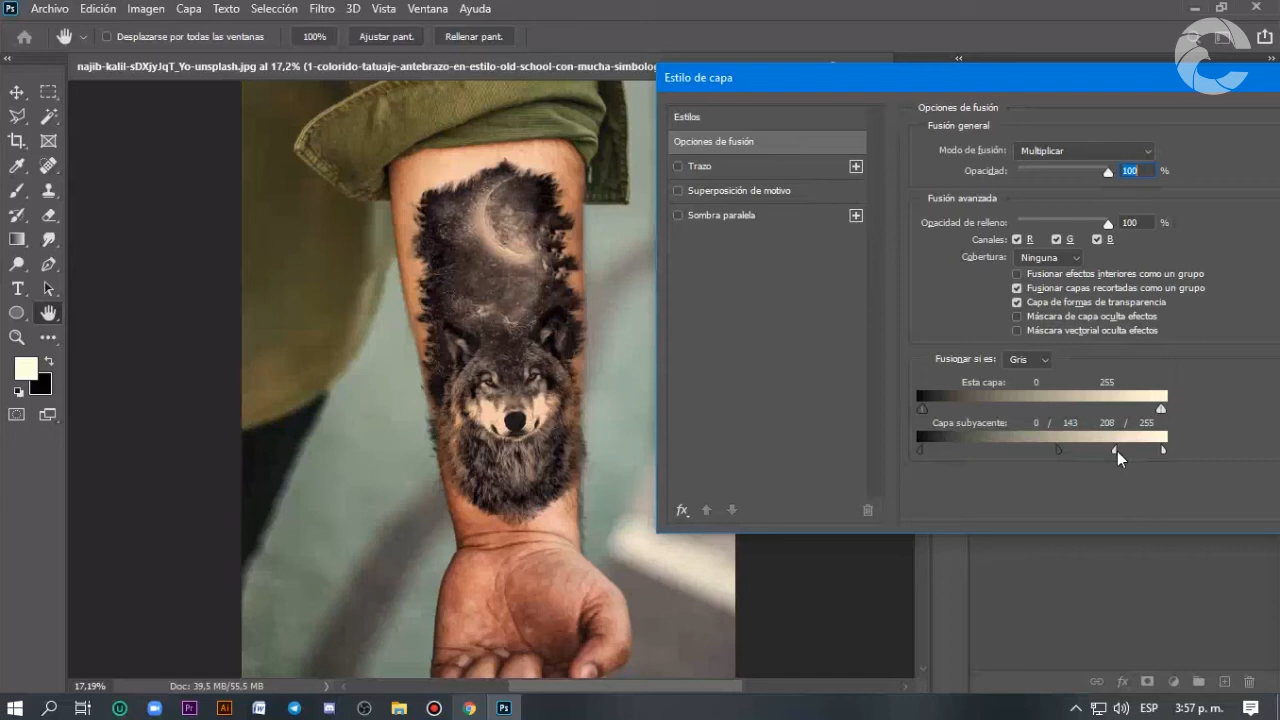 Ps Archivo Edición Imagen Capa Texto Selección Filtro 3D Vista Ventana Ayuda
Desplazarse por todas las ventanas 100% Ajustar pant. Rellenar pant.
najib-kalil-sDXjyJqT_Yo-unsplash.jpg al 17,2% (1-colorido-tatuaje-antebrazo-en-estilo-old-school-con-mucha-simbolog
Estilo de capa
Estilos
Opciones de fusión
Trazo
Superposición de motivo
Sombra paralela
fx
Opciones de fusión
Fusión general
Modo de fusión: Multiplicar
Opacidad: 100 %
Fusión avanzada
Opacidad de relleno: 100 %
Canales: R G B
Cobertura: Ninguna
Fusionar efectos interiores como un grupo
Fusionar capas recortadas como un grupo
Capa de formas de transparencia
Máscara de capa oculta efectos
Máscara vectorial oculta efectos
Fusionar si es: Gris
Esta capa: 0 255
Capa subyacente: 0 / 143 208 / 255
17,19% Doc: 39,5 MB/55,5 MB
fx
Pr Ai W Ps
ESP 3:57 p. m.